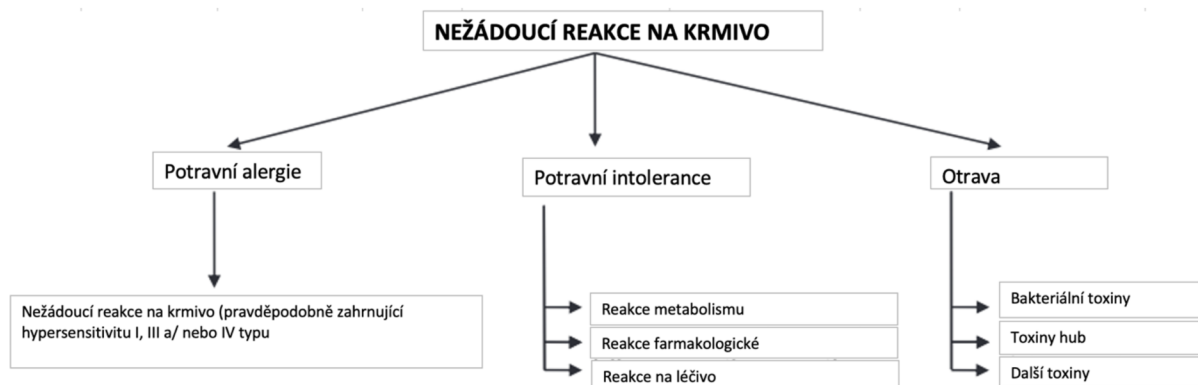 NEŽÁDOUCÍ REAKCE NA KRMIVO
Potravní alergie
Potravní intolerance
Otrava
Nežádoucí reakce na krmivo (pravděpodobně zahrnující
hypersensitivitu I, III a/ nebo IV typu
Reakce metabolismu
Reakce farmakologické
Reakce na léčivo
Bakteriální toxiny
Toxiny hub
Další toxiny